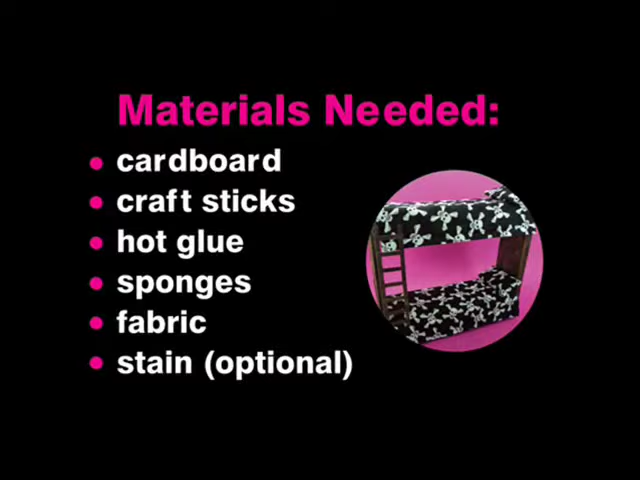 Materials Needed:
cardboard
craft sticks
hot glue
sponges
fabric
stain (optional)